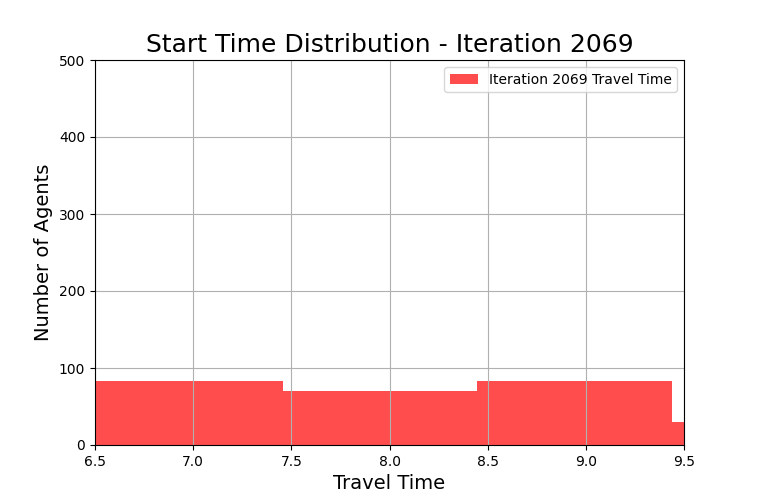 Start Time Distribution - Iteration 2069
Iteration 2069 Travel Time
Number of Agents
500
400
300
200
100
0
6.5 7.0 7.5 8.0 8.5 9.0 9.5
Travel Time